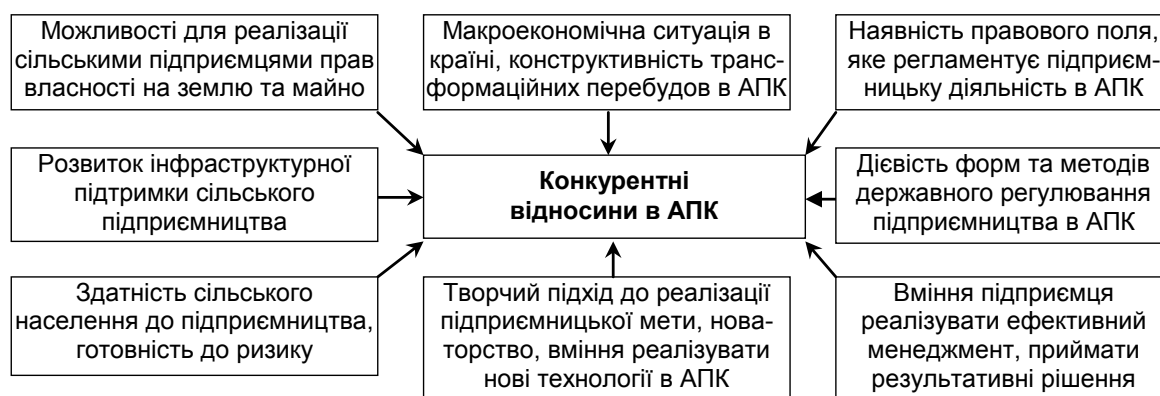 Можливості для реалізації
сільськими підприємцями прав
власності на землю та майно
Макроекономічна ситуація в
країні, конструктивність транс-
формаційних перебудов в АПК
Наявність правового поля,
яке регламентує підприєм-
ницьку діяльність в АПК
Розвиток інфраструктурної
підтримки сільського
підприємництва
Конкурентні
відносини в АПК
Дієвість форм та методів
державного регулювання
підприємництва в АПК
Здатність сільського
населення до підприємництва,
готовність до ризику
Творчий підхід до реалізації
підприємницької мети, нова-
торство, вміння реалізувати
нові технології в АПК
Вміння підприємця
реалізувати ефективний
менеджмент, приймати
результативні рішення